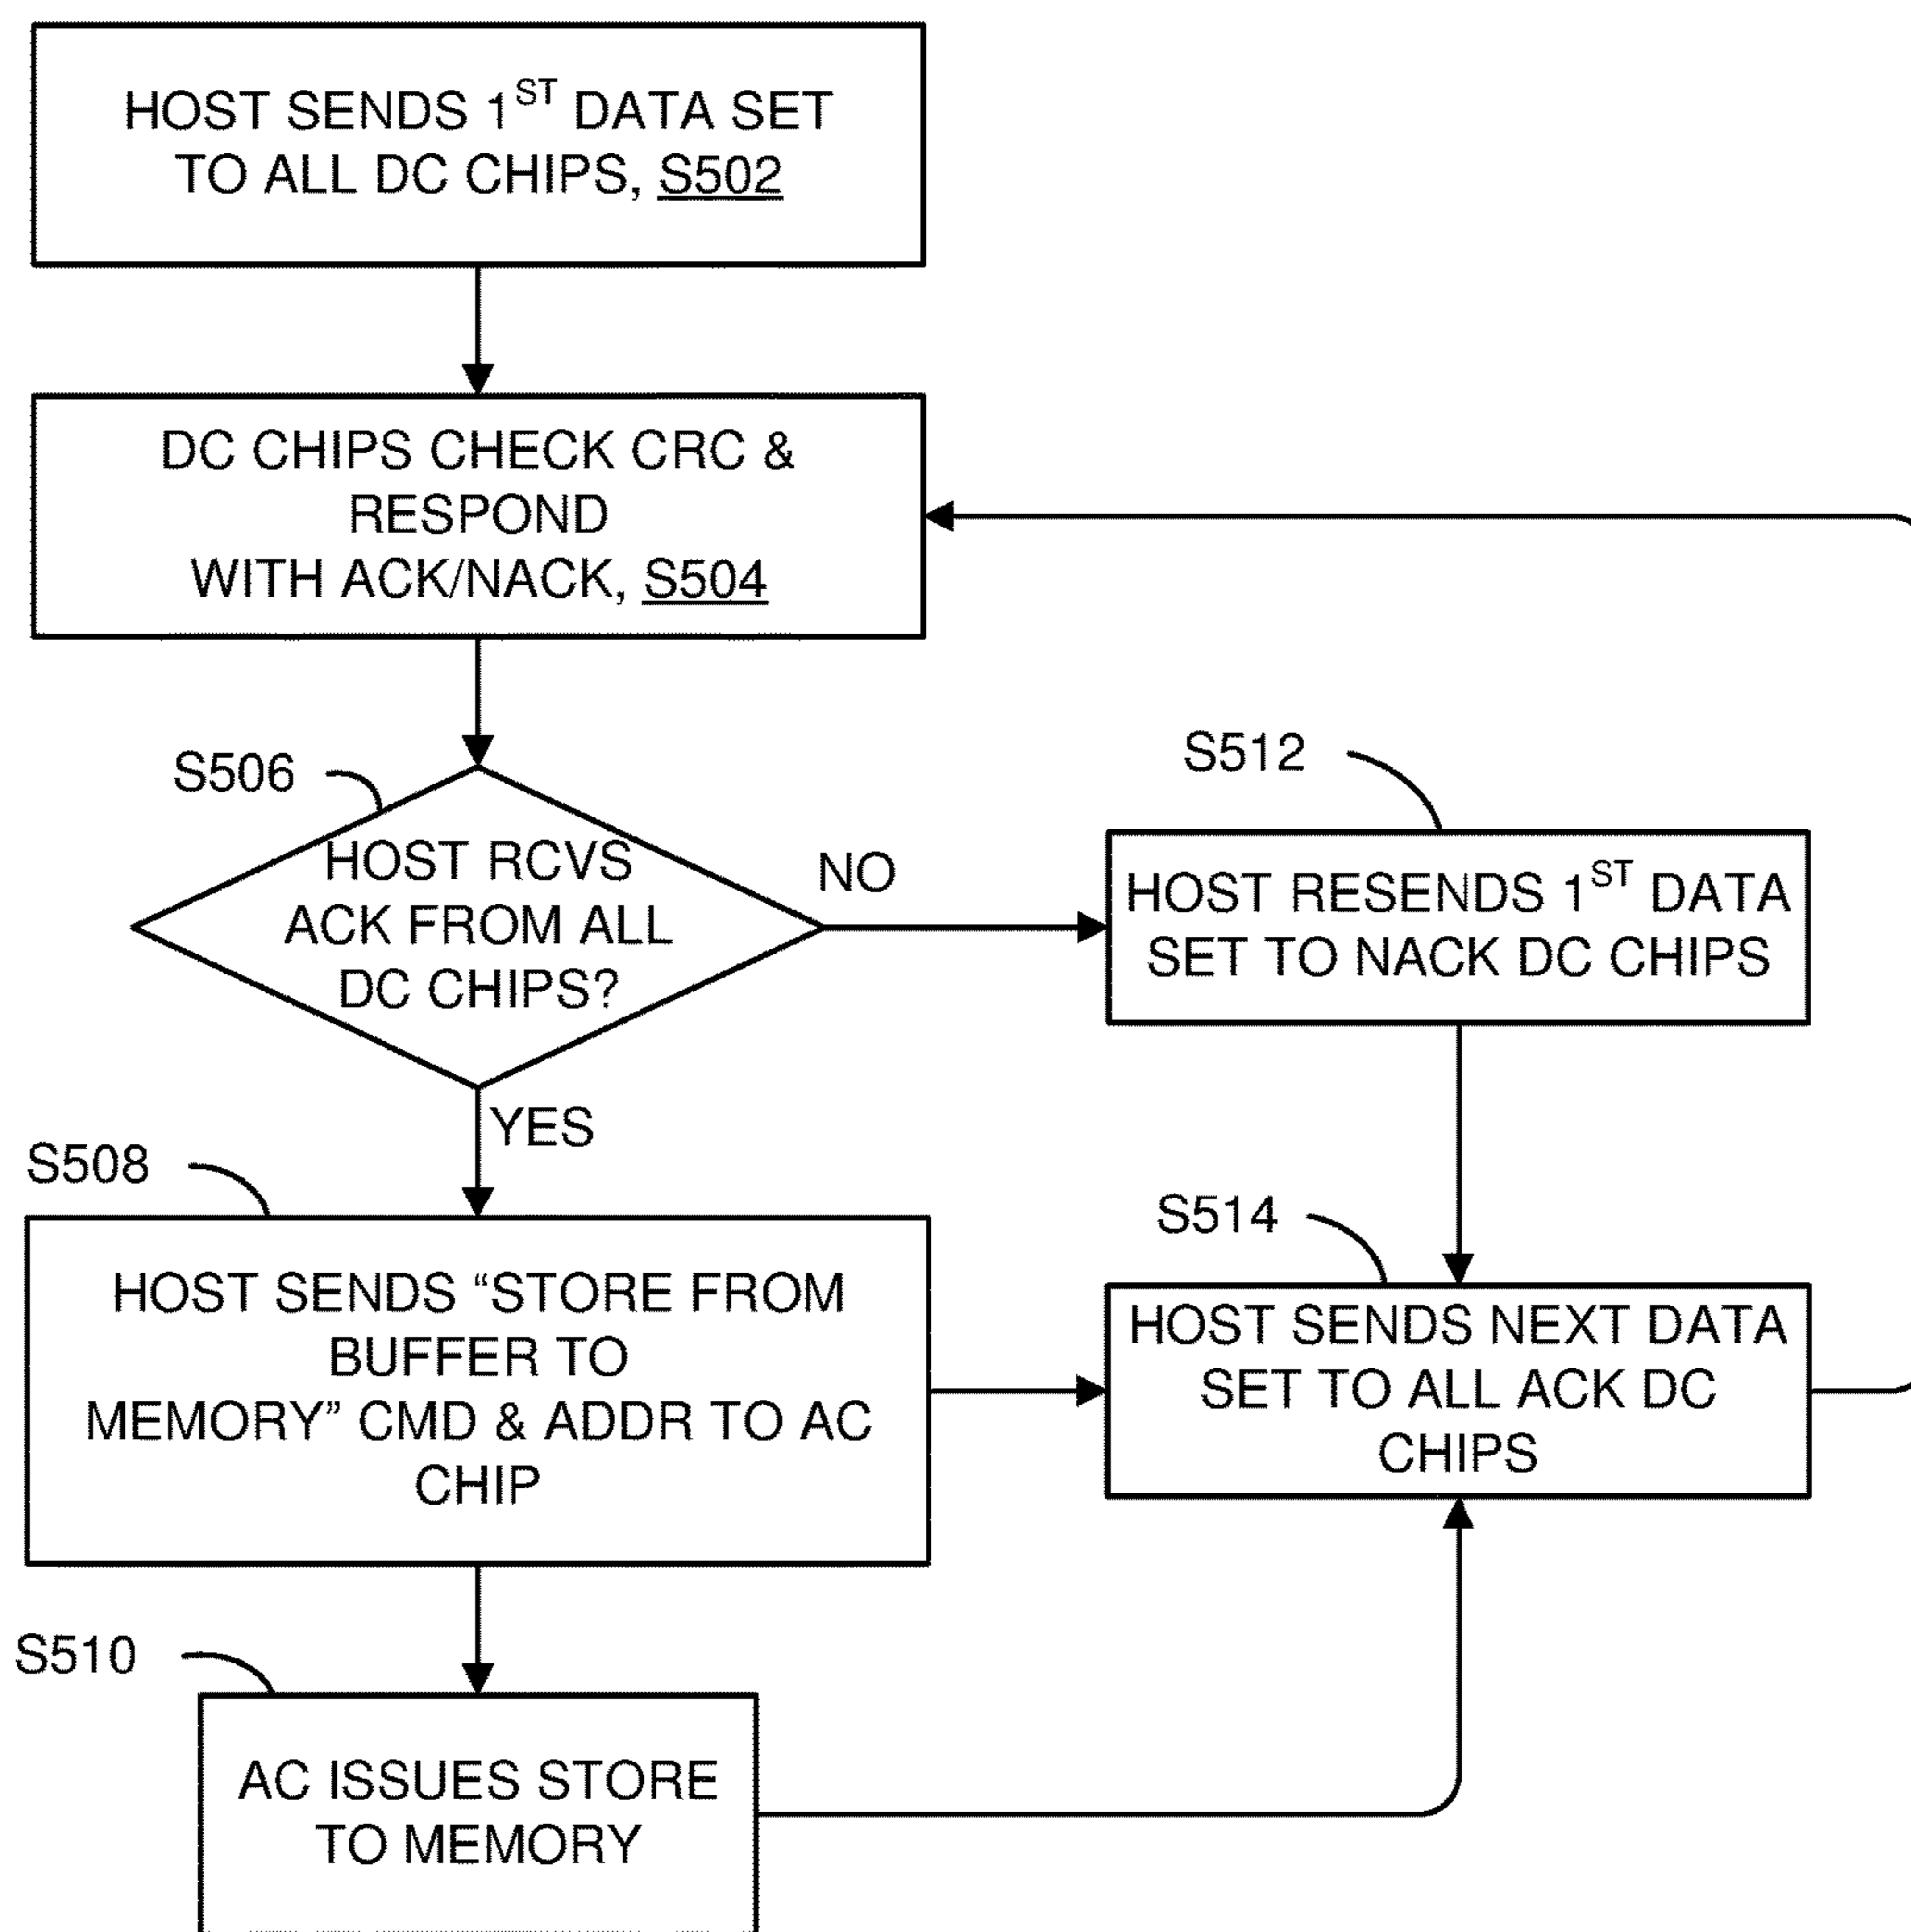 HOST SENDS 1ST DATA SET
TO ALL DC CHIPS, S502
DC CHIPS CHECK CRC &
RESPOND
WITH ACK/NACK, S504
S506
HOST RCVS
ACK FROM ALL
DC CHIPS?
NO
YES
S512
HOST RESENDS 1ST DATA
SET TO NACK DC CHIPS
S508
HOST SENDS “STORE FROM
BUFFER TO
MEMORY” CMD & ADDR TO AC
CHIP
S514
HOST SENDS NEXT DATA
SET TO ALL ACK DC
CHIPS
S510
AC ISSUES STORE
TO MEMORY